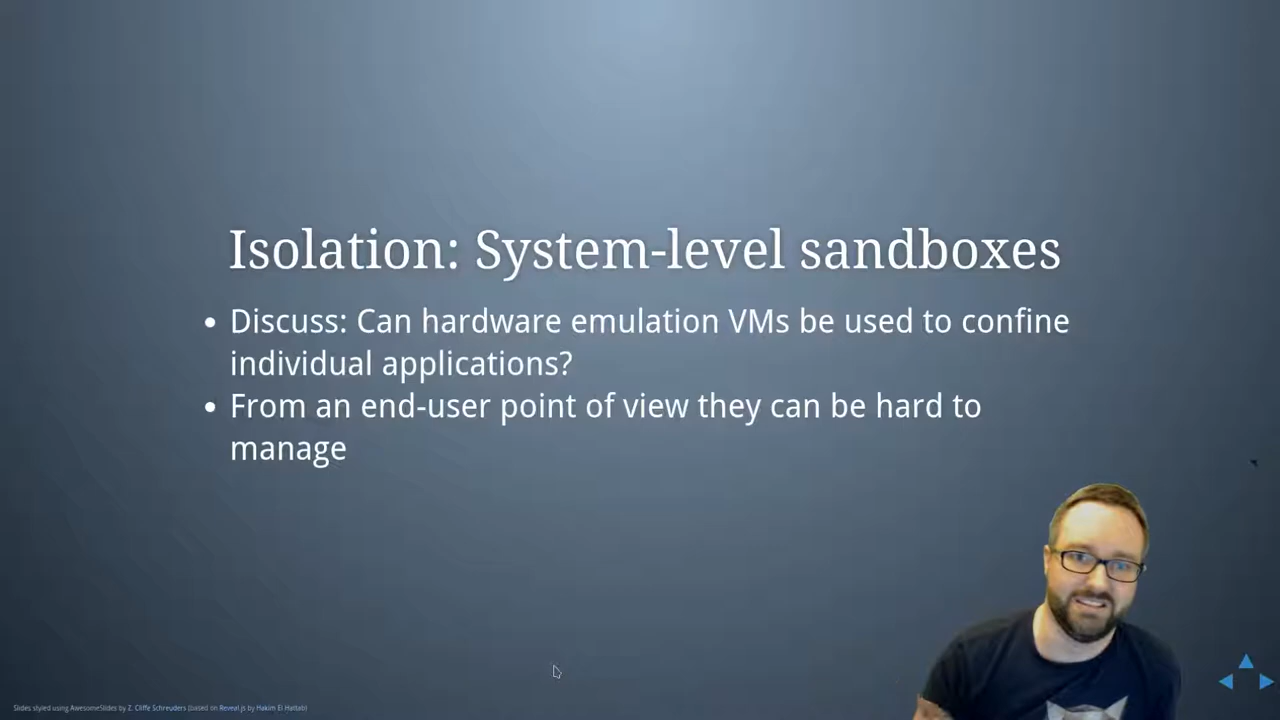 Isolation: System-level sandboxes
• Discuss: Can hardware emulation VMs be used to confine
individual applications?
• From an end-user point of view they can be hard to
manage
Slides styled using AwesomeSlides by Z. Cliffe Schreuders (based on Reveal.js by Hakim El Hattab)